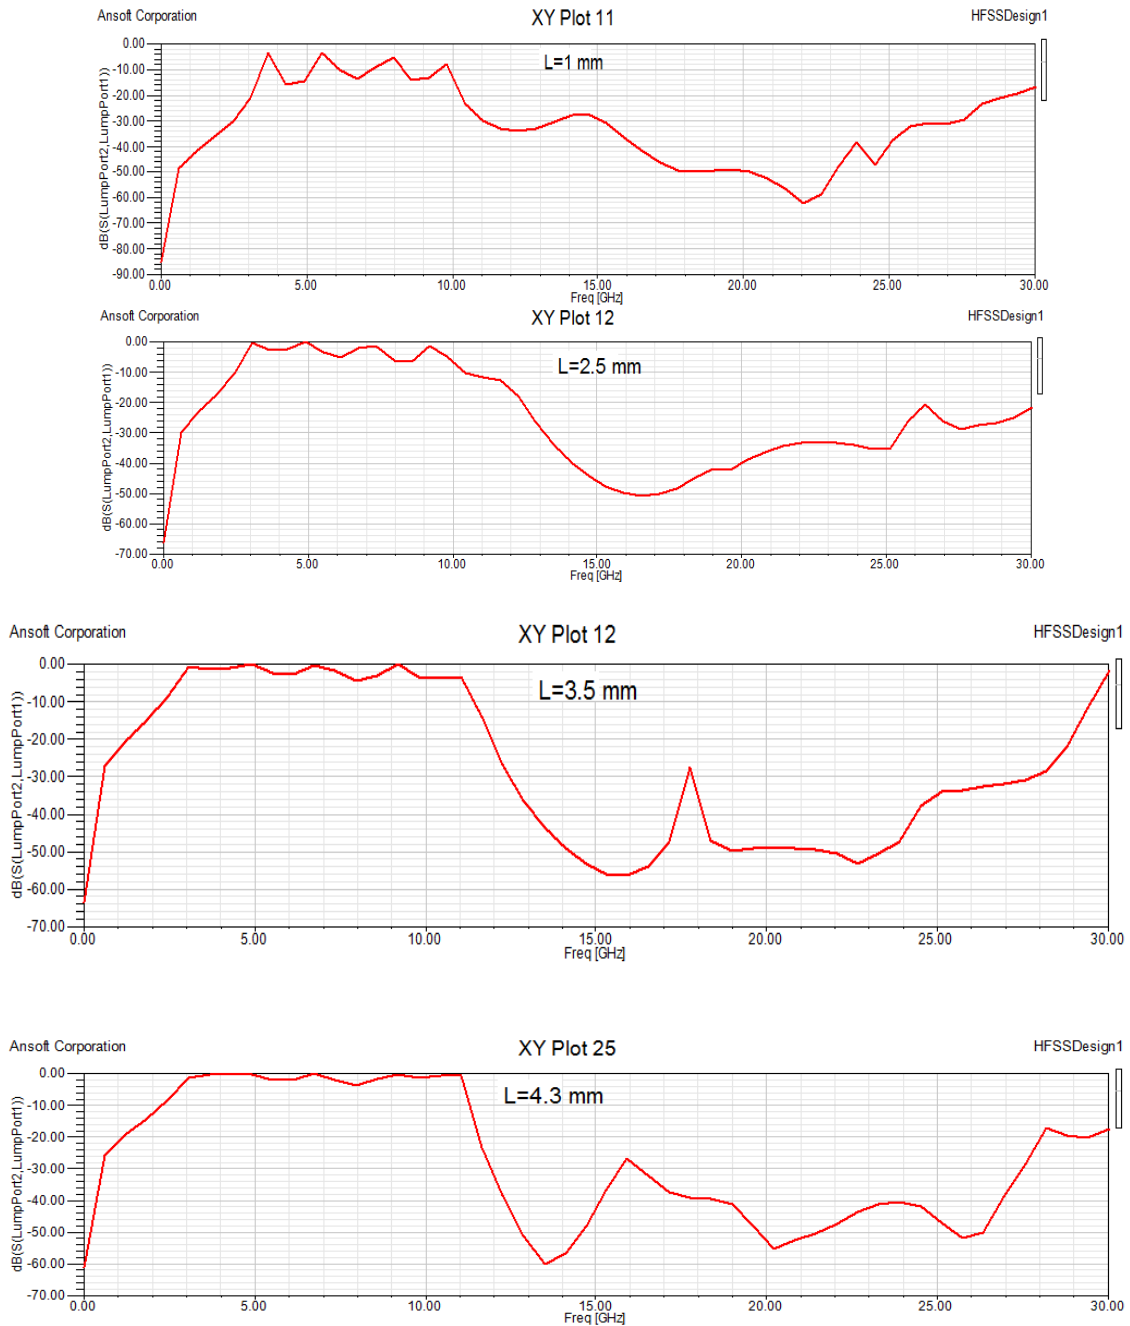 Ansoft Corporation XY Plot 11 HFSSDesign1
L=1 mm
0.00
-10.00
-20.00
-30.00
-40.00
-50.00
-60.00
-70.00
-80.00
-90.00
dB(S(LumpPort2,LumpPort1))
0.00 5.00 10.00 15.00 20.00 25.00 30.00
Freq [GHz]
Ansoft Corporation XY Plot 12 HFSSDesign1
L=2.5 mm
0.00
-10.00
-20.00
-30.00
-40.00
-50.00
-60.00
-70.00
dB(S(LumpPort2,LumpPort1))
0.00 5.00 10.00 15.00 20.00 25.00 30.00
Freq [GHz]
Ansoft Corporation XY Plot 12 HFSSDesign1
L=3.5 mm
0.00
-10.00
-20.00
-30.00
-40.00
-50.00
-60.00
-70.00
dB(S(LumpPort2,LumpPort1))
0.00 5.00 10.00 15.00 20.00 25.00 30.00
Freq [GHz]
Ansoft Corporation XY Plot 25 HFSSDesign1
L=4.3 mm
0.00
-10.00
-20.00
-30.00
-40.00
-50.00
-60.00
-70.00
dB(S(LumpPort2,LumpPort1))
0.00 5.00 10.00 15.00 20.00 25.00 30.00
Freq [GHz]